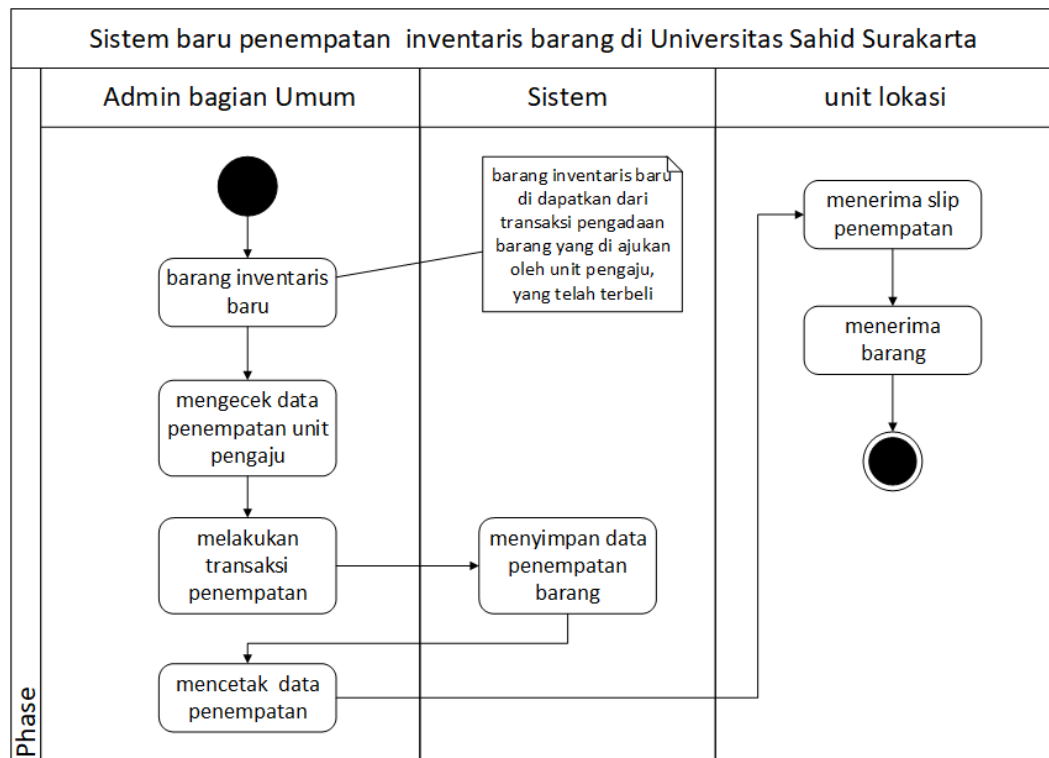 Sistem baru penempatan inventaris barang di Universitas Sahid Surakarta
Admin bagian Umum
Sistem
unit lokasi
barang inventaris
baru
barang inventaris baru
di dapatkan dari
transaksi pengadaan
barang yang di ajukan
oleh unit pengaju,
yang telah terbeli
mengecek data
penempatan unit
pengaju
melakukan
transaksi
penempatan
menyimpan data
penempatan
barang
mencetak data
penempatan
menerima slip
penempatan
menerima
barang
Phase